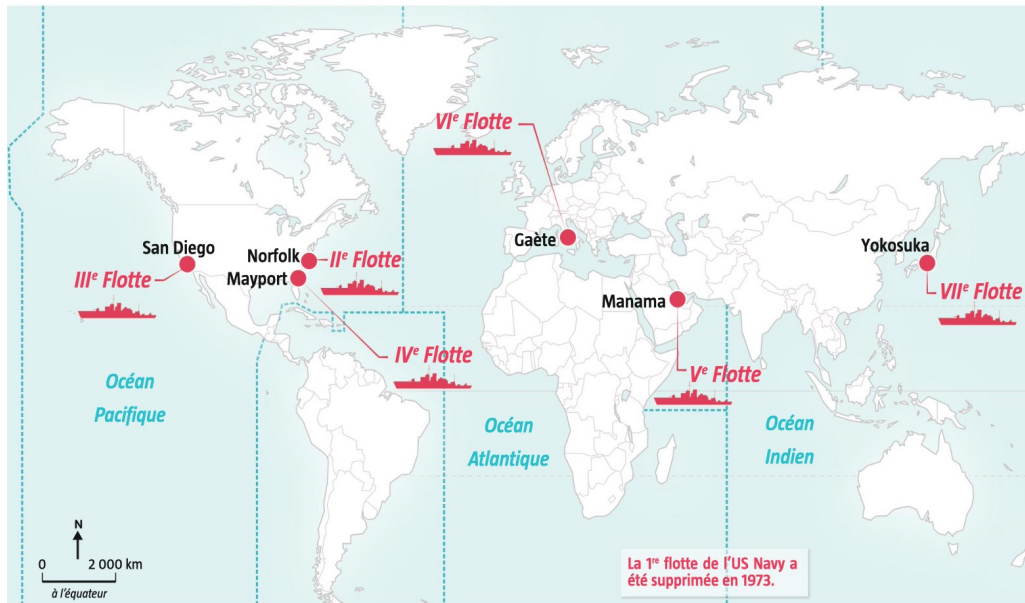 VIe Flotte
San Diego
Norfolk
Mayport
IIe Flotte
IIIe Flotte
Gaète
Yokosuka
Manama
VIIe Flotte
IVe Flotte
Ve Flotte
Océan
Pacifique
Océan
Atlantique
Océan
Indien
N
0 2 000 km
à l'équateur
La 1re flotte de l'US Navy a
été supprimée en 1973.